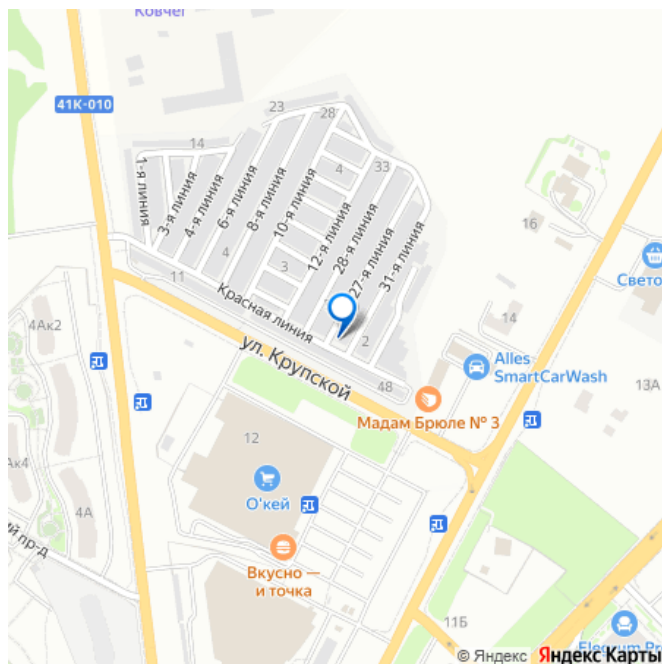 Ковчег
41К-010
23
28
14
33
4
1-я линия
3-я линия
4-я линия
6-я линия
8-я линия
10-я линия
12-я линия
28-я линия
27-я линия
31-я линия
16
4
3
11
Красная линия
2
ул. Крупской
48
14
Alles
SmartCarWash
Мадам Брюле № 3
13А
4Ак2
12
О'кей
4А
Вкусно —
и точка
11Б
© Яндекс Яндекс Карты